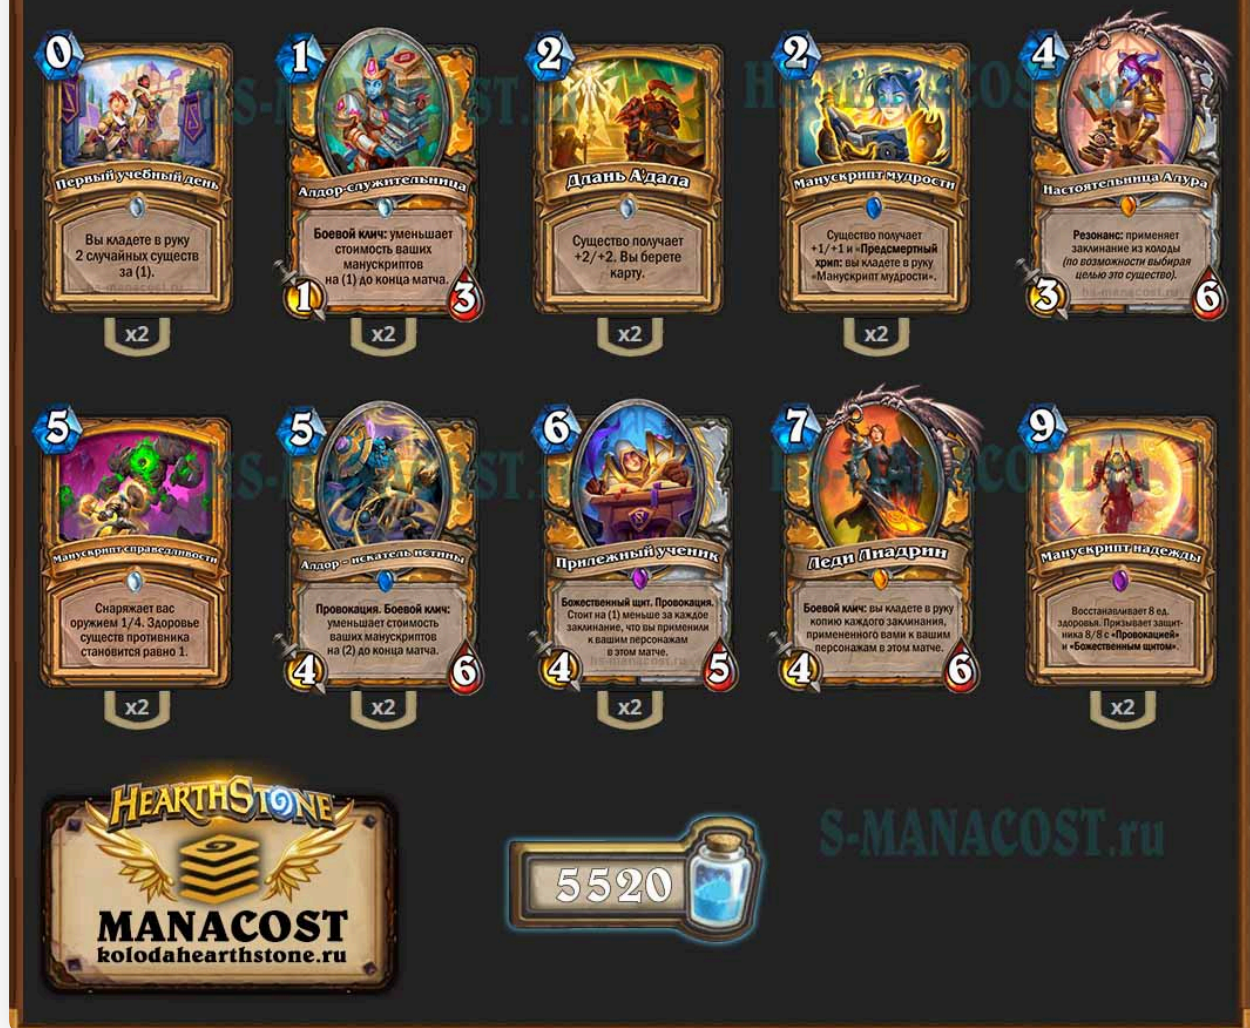 0
Первый учебный день
Вы кладете в руку
2 случайных существ
за (1).
hs-manacost.ru
x2
1
Алдор-служительница
Боевой клич: уменьшает
стоимость ваших
манускриптов
на (1) до конца матча.
1
3
x2
2
Длань А'дала
Существо получает
+2/+2. Вы берете
карту.
x2
2
Манускрипт мудрости
Существо получает
+1/+1 и «Предсмертный
хрип: вы кладете в руку
«Манускрипт мудрости».
x2
4
Настоятельница Алура
Резонанс: применяет
заклинание из колоды
(по возможности выбирая
целью это существо).
hs-manacost.ru
3
6
5
Манускрипт справедливости
Снаряжает вас
оружием 1/4. Здоровье
существ противника
становится равно 1.
x2
5
Алдор – искатель истины
Провокация. Боевой клич:
уменьшает стоимость
ваших манускриптов
на (2) до конца матча.
4
6
x2
6
Прилежный ученик
Божественный щит. Провокация.
Стоит на (1) меньше за каждое
заклинание, что вы применили
к вашим персонажам
в этом матче.
hs-manacost.ru
4
5
x2
7
Леди Лиадрин
Боевой клич: вы кладете в руку
копию каждого заклинания,
примененного вами к вашим
персонажам в этом матче.
4
6
9
Манускрипт надежды
Восстанавливает 8 ед.
здоровья. Призывает защит-
ника 8/8 с «Провокацией»
и «Божественным щитом».
x2
HEARTHSTONE
MANACOST
kolodahearthstone.ru
5520
S-MANACOST.ru